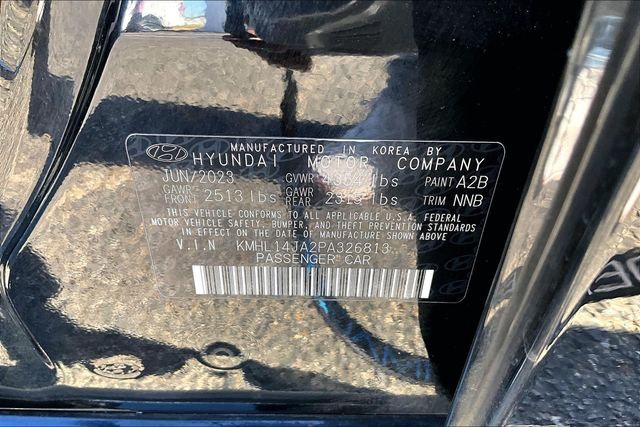 MANUFACTURED IN KOREA BY
HYUNDAI MOTOR COMPANY
JUN/2023 GVWR lbs PAINT A2B
GAWR FRONT 2513 lbs GAWR REAR 2315 lbs TRIM NNB
THIS VEHICLE CONFORMS TO ALL APPLICABLE U.S.A. FEDERAL
MOTOR VEHICLE SAFETY, BUMPER, AND THEFT PREVENTION STANDARDS
IN EFFECT ON THE DATE OF MANUFACTURE SHOWN ABOVE
V.I.N KMHL14JA2PA326813
PASSENGER CAR